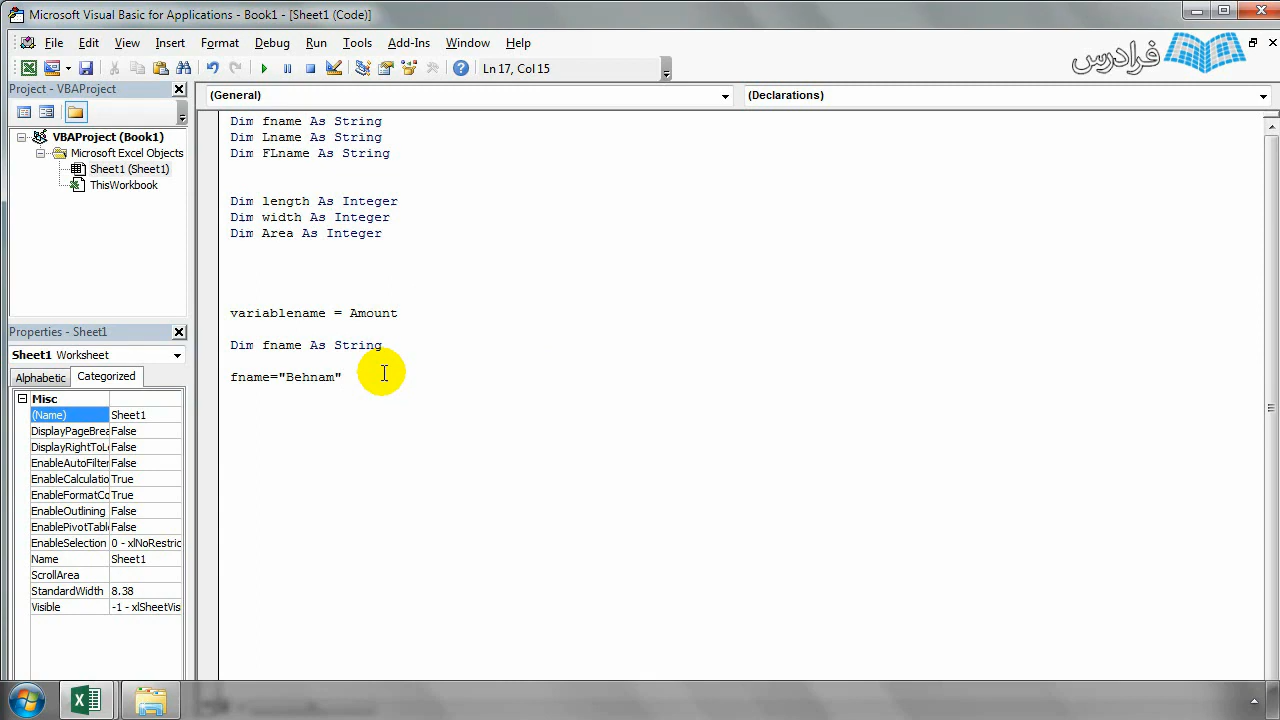 Microsoft Visual Basic for Applications - Book1 - [Sheet1 (Code)]
File Edit View Insert Format Debug Run Tools Add-Ins Window Help
Ln 17, Col 15
فرادرس
Project - VBAProject
(General)
(Declarations)
VBAProject (Book1)
Microsoft Excel Objects
Sheet1 (Sheet1)
ThisWorkbook
Dim fname As String
Dim Lname As String
Dim FLname As String
Dim length As Integer
Dim width As Integer
Dim Area As Integer
variablename = Amount
Dim fname As String
fname="Behnam"
Properties - Sheet1
Sheet1 Worksheet
Alphabetic Categorized
Misc
(Name) Sheet1
DisplayPageBrea False
DisplayRightToLe False
EnableAutoFilter False
EnableCalculatio True
EnableFormatCo True
EnableOutlining False
EnablePivotTabl False
EnableSelection 0 - xlNoRestric
Name Sheet1
ScrollArea
StandardWidth 8.38
Visible -1 - xlSheetVis